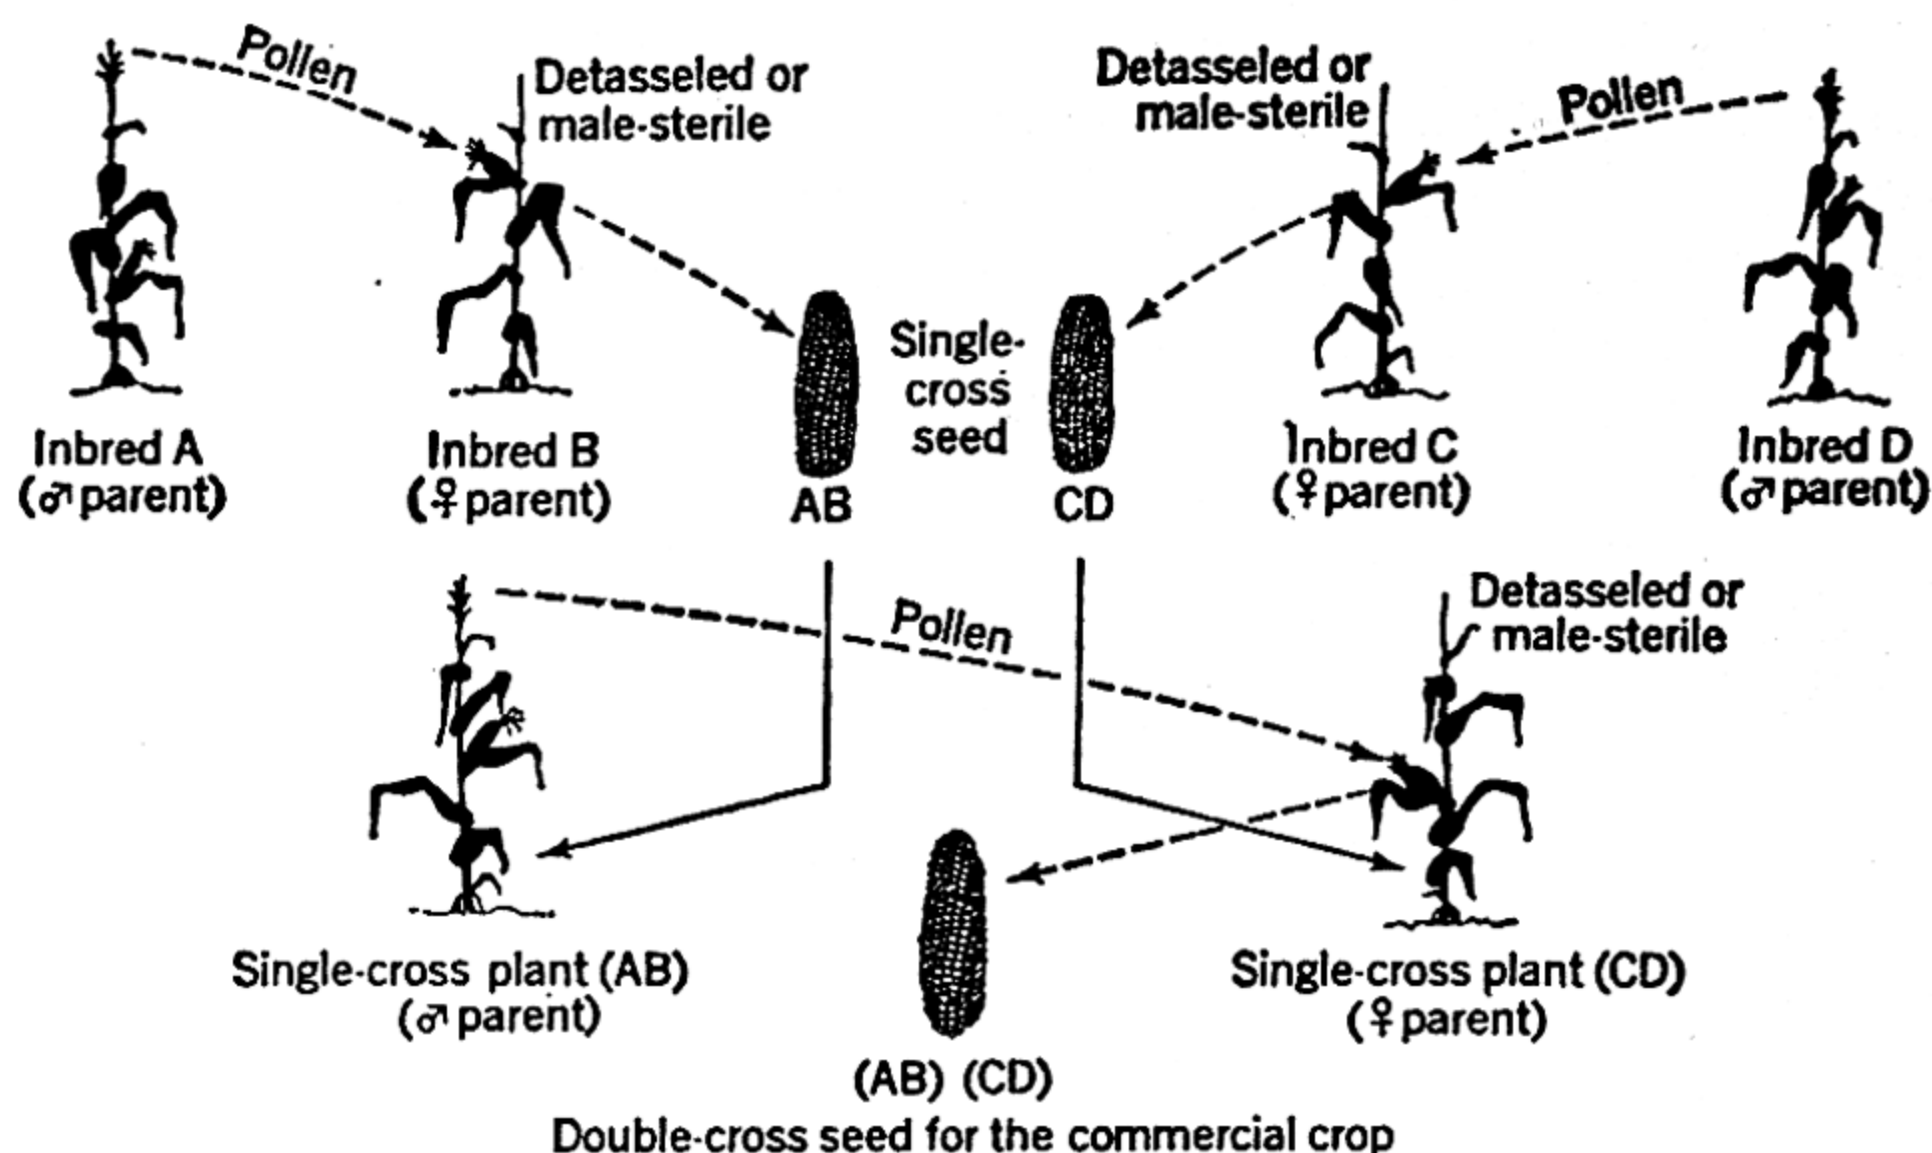 Pollen
Detasseled or
male-sterile
Detasseled or
male-sterile
Pollen
Single-
cross
seed
Inbred A
(♂ parent)
Inbred B
(♀ parent)
AB
CD
Inbred C
(♀ parent)
Inbred D
(♂ parent)
Pollen
Detasseled or
male-sterile
Single-cross plant (AB)
(♂ parent)
Single-cross plant (CD)
(♀ parent)
(AB) (CD)
Double-cross seed for the commercial crop